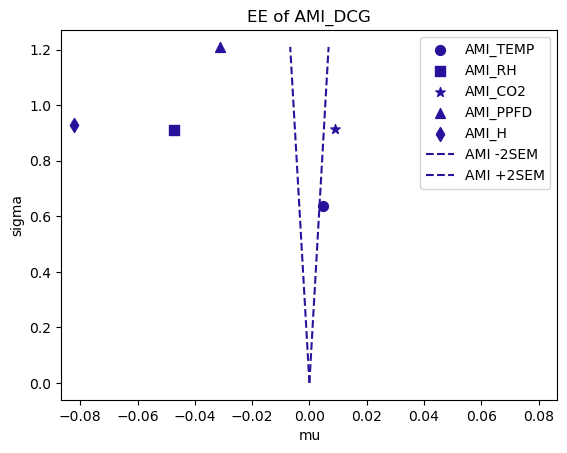 EE of AMI_DCG
AMI_TEMP
AMI_RH
AMI_CO2
AMI_PPFD
AMI_H
AMI -2SEM
AMI +2SEM
sigma
1.2
1.0
0.8
0.6
0.4
0.2
0.0
−0.08
−0.06
−0.04
−0.02
0.00
0.02
0.04
0.06
0.08
mu